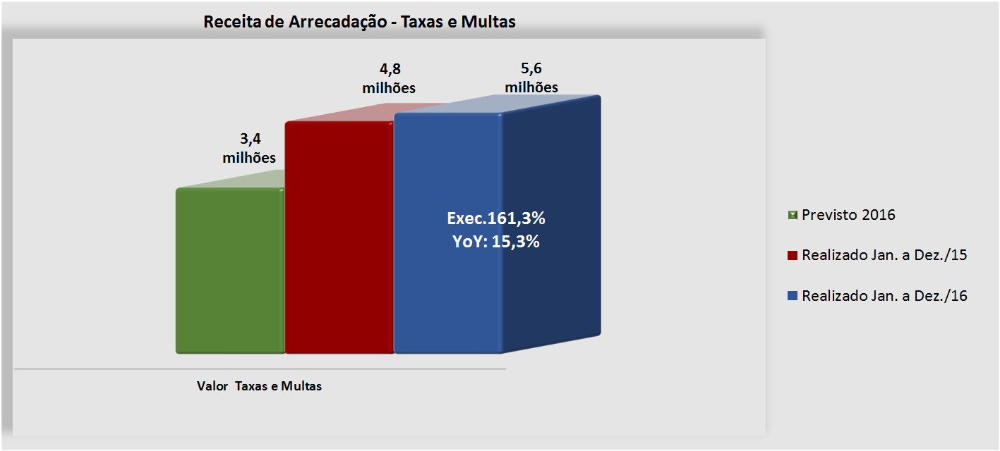 Receita de Arrecadação - Taxas e Multas
3,4
milhões
4,8
milhões
5,6
milhões
Exec.161,3%
YoY: 15,3%
Valor  Taxas e Multas
Previsto 2016
Realizado Jan. a Dez./15
Realizado Jan. a Dez./16